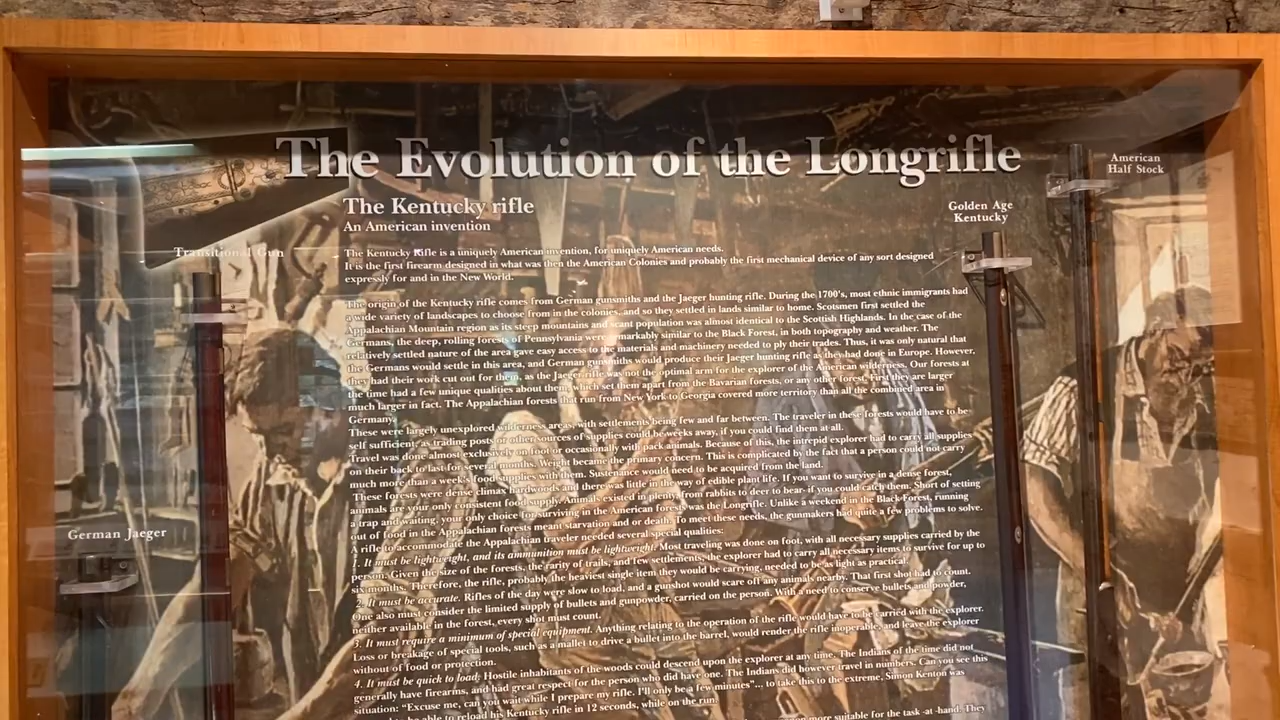 The Evolution of the Longrifle
American
Half Stock
The Kentucky rifle
An American invention
Golden Age
Kentucky
Transitional Gun
The Kentucky Rifle is a uniquely American invention, for uniquely American needs.
It is the first firearm designed in what was then the American Colonies and probably the first mechanical device of any sort designed
expressly for and in the New World.
The origin of the Kentucky rifle comes from German gunsmiths and the Jaeger hunting rifle. During the 1700's, most ethnic immigrants had
a wide variety of landscapes to choose from in the colonies, and so they settled in lands similar to home. Scotsmen first settled the
Appalachian Mountain region as its steep mountains and scant population was almost identical to the Scottish Highlands. In the case of the
Germans, the deep, rolling forests of Pennsylvania were remarkably similar to the Black Forest, in both topography and weather. The
relatively settled nature of the area gave easy access to the materials and machinery needed to ply their trades. Thus, it was only natural that
the Germans would settle in this area, and German gunsmiths would produce their Jaeger hunting rifle as they had done in Europe. However,
they had their work cut out for them, as the Jaeger rifle was not the optimal arm for the explorer of the American wilderness. Our forests at
the time had a few unique qualities about them, which set them apart from the Bavarian forests, or any other forest. First they are larger
much larger in fact. The Appalachian forests that run from New York to Georgia covered more territory than all the combined area in
Germany.
These were largely unexplored wilderness areas, with settlements being few and far between. The traveler in these forests would have to be
self sufficient, as trading posts or other sources of supplies could be weeks away, if you could find them at all.
Travel was done almost exclusively on foot or occasionally with pack animals. Because of this, the intrepid explorer had to carry all supplies
on their back to last for several months. Weight became the primary concern. This is complicated by the fact that a person could not carry
much more than a week's food supplies with them. Sustenance would need to be acquired from the land.
These forests were dense climax hardwoods and there was little in the way of edible plant life. If you want to survive in a dense forest,
animals are your only consistent food supply. Animals existed in plenty, from rabbits to deer to bear- if you could catch them. Short of setting
a trap and waiting, your only choice for surviving in the American forests was the Longrifle. Unlike a weekend in the Black Forest, running
out of food in the Appalachian forests meant starvation and or death. To meet these needs, the gunmakers had quite a few problems to solve.
A rifle to accommodate the Appalachian traveler needed several special qualities:
1. It must be lightweight, and its ammunition must be lightweight. Most traveling was done on foot, with all necessary supplies carried by the
person. Given the size of the forests, the rarity of trails, and few settlements, the explorer had to carry all necessary items to survive for up to
six months. Therefore, the rifle, probably the heaviest single item they would be carrying, needed to be as light as practical.
2. It must be accurate. Rifles of the day were slow to load, and a gunshot would scare off any animals nearby. That first shot had to count.
One also must consider the limited supply of bullets and gunpowder, carried on the person. With a need to conserve bullets and powder,
neither available in the forest, every shot must count.
3. It must require a minimum of special equipment. Anything relating to the operation of the rifle would have to be carried with the explorer.
Loss or breakage of special tools, such as a mallet to drive a bullet into the barrel, would render the rifle inoperable, and leave the explorer
without of food or protection.
4. It must be quick to load; Hostile inhabitants of the woods could descend upon the explorer at any time. The Indians of the time did not
generally have firearms, and had great respect for the person who did have one. The Indians did however travel in numbers. Can you see this
situation: "Excuse me, can you wait while I prepare my rifle. I'll only be a few minutes"... to take this to the extreme, Simon Kenton was
able to reload his Kentucky rifle in 12 seconds, while on the run.
more suitable for the task -at -hand. They
German Jaeger